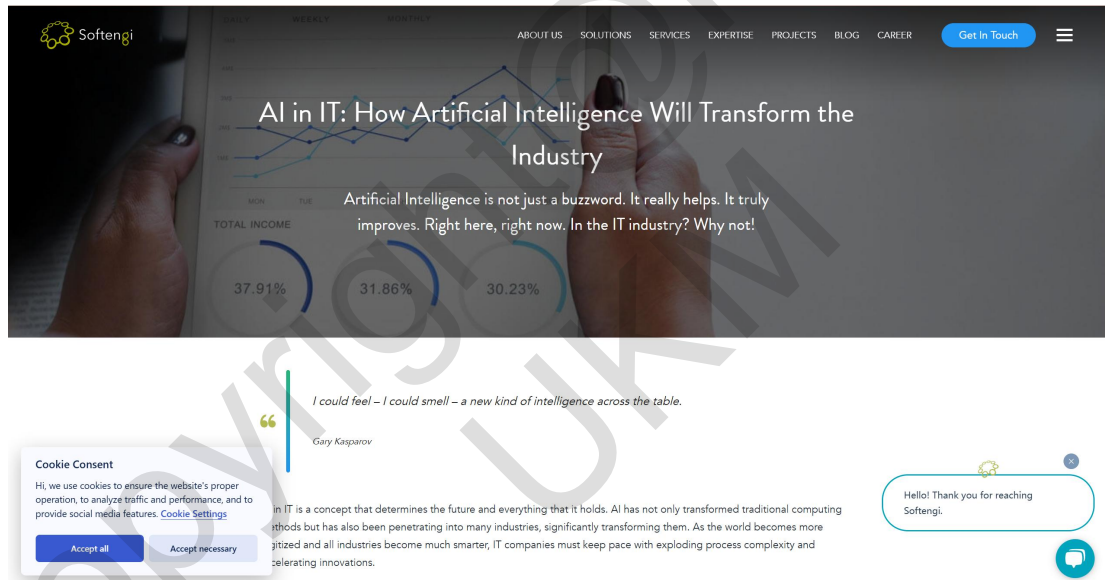 DAILY WEEKLY MONTHLY
Softengi
ABOUT US SOLUTIONS SERVICES EXPERTISE PROJECTS BLOG CAREER Get In Touch
AI in IT: How Artificial Intelligence Will Transform the
Industry
Artificial Intelligence is not just a buzzword. It really helps. It truly
improves. Right here, right now. In the IT industry? Why not!
MON TUE
TOTAL INCOME
37.91% 31.86% 30.23%
I could feel – I could smell – a new kind of intelligence across the table.
Gary Kasparov
Cookie Consent
Hi, we use cookies to ensure the website's proper
operation, to analyze traffic and performance, and to
provide social media features. Cookie Settings
Accept all Accept necessary
in IT is a concept that determines the future and everything that it holds. AI has not only transformed traditional computing
ethods but has also been penetrating into many industries, significantly transforming them. As the world becomes more
gitized and all industries become much smarter, IT companies must keep pace with exploding process complexity and
celerating innovations.
Hello! Thank you for reaching
Softengi.
pyright@
UKM